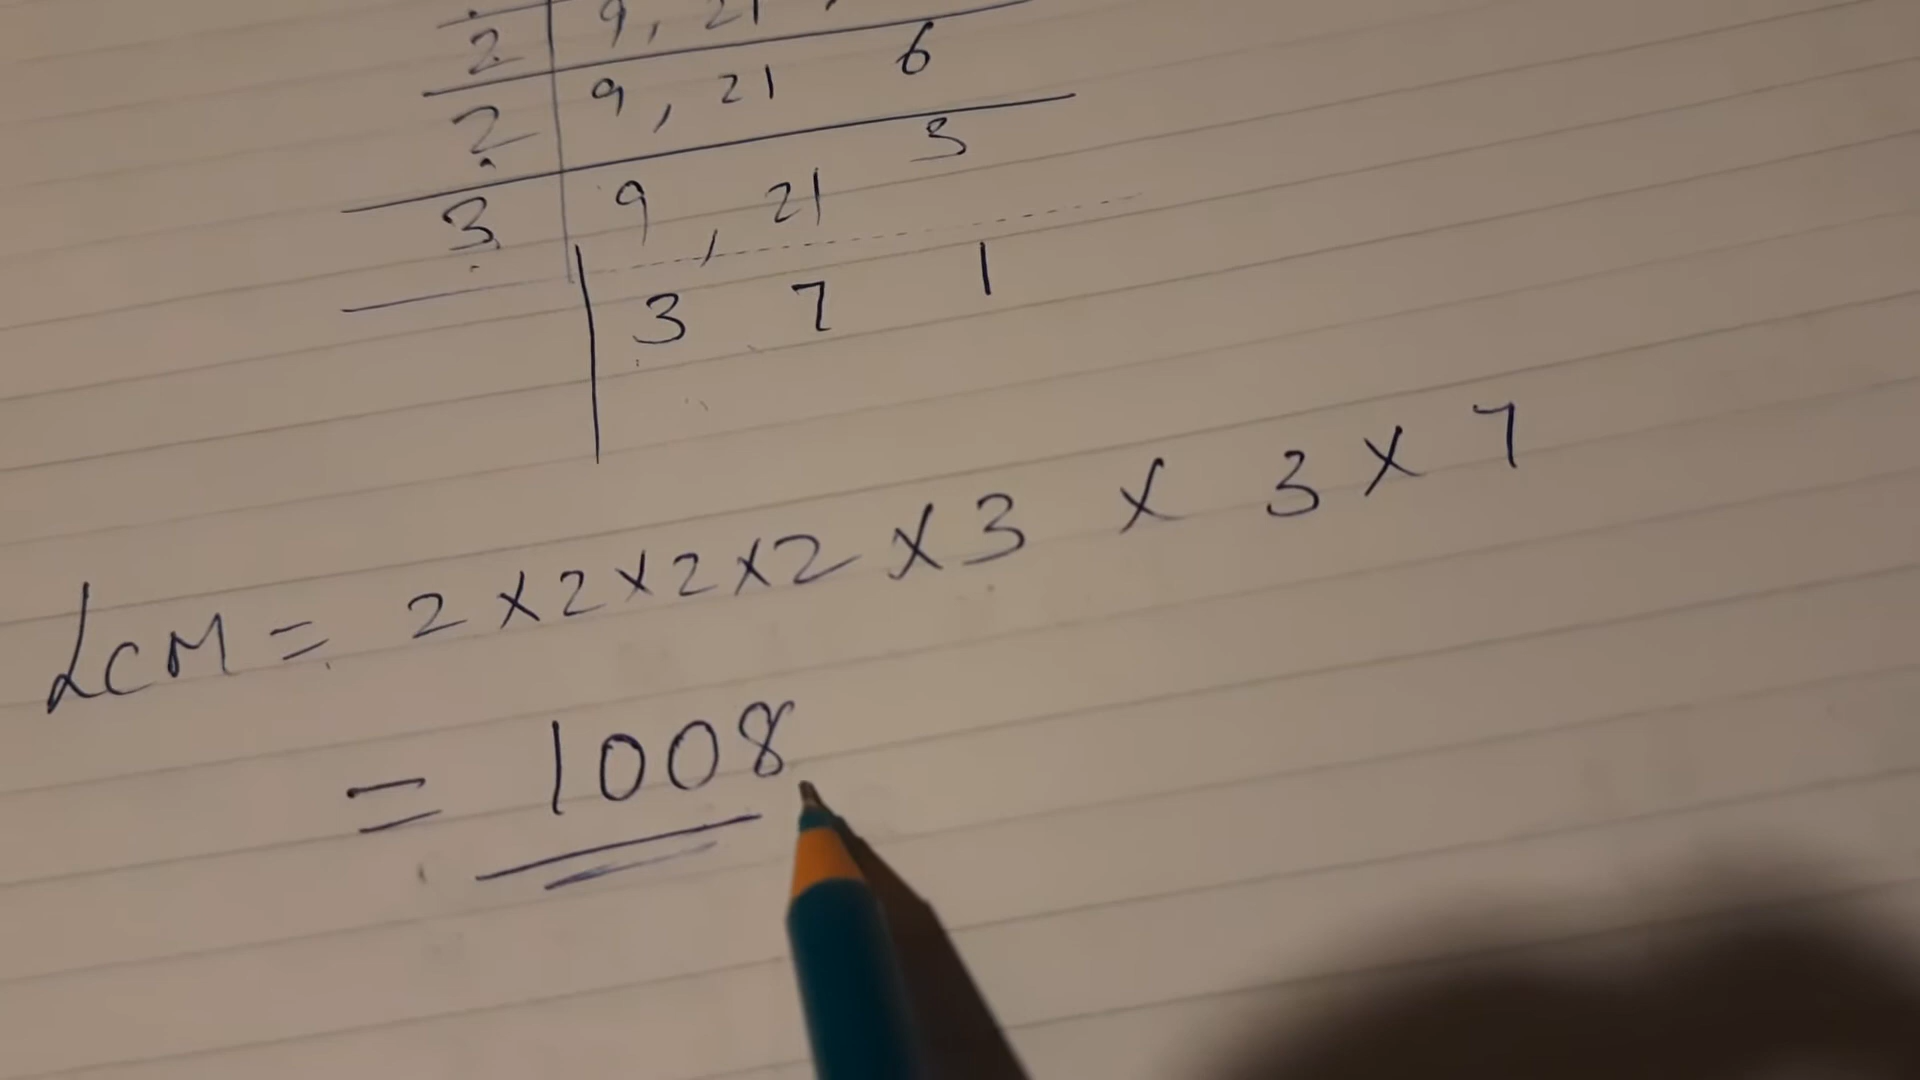 2 | 9, 21,
2 | 9, 21 6
3 | 9, 21 3
3 7 1
LCM = 2 x 2 x 2 x 2 x 3 x 3 x 7
= 1008